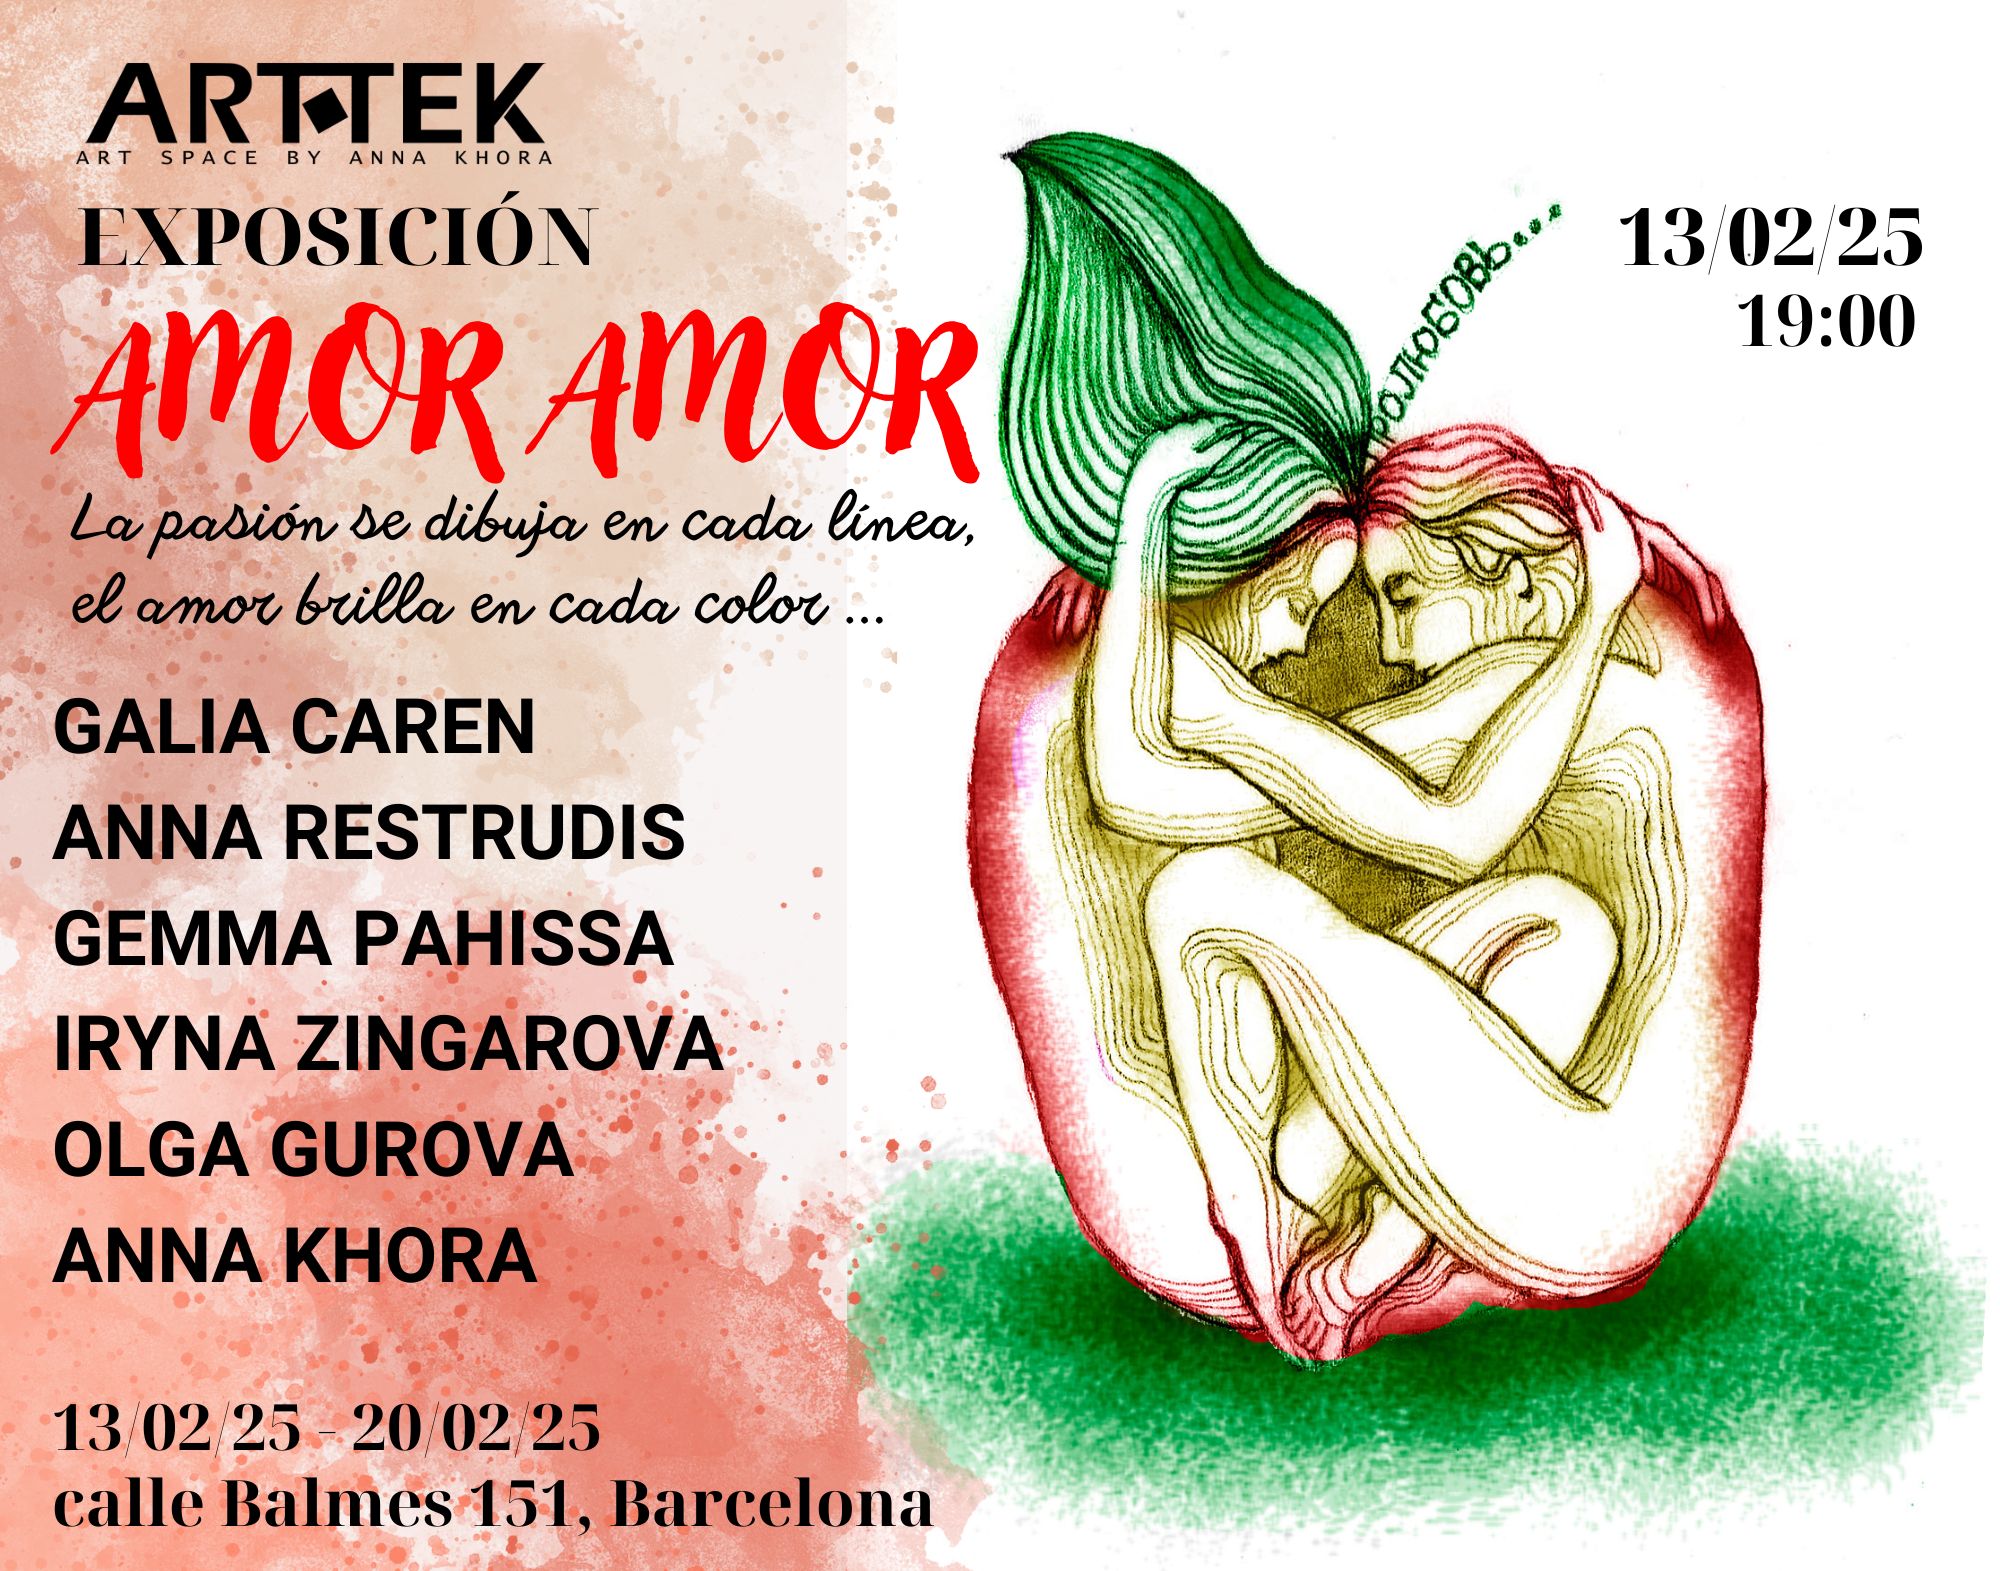 ARTTEK
ART SPACE BY ANNA KHORA
EXPOSICIÓN
AMOR AMOR
La pasión se dibuja en cada línea,
el amor brilla en cada color ...
GALIA CAREN
ANNA RESTRUDIS
GEMMA PAHISSA
IRYNA ZINGAROVA
OLGA GUROVA
ANNA KHORA
13/02/25 - 20/02/25
calle Balmes 151, Barcelona
ПРОЛЮБОВЬ...
13/02/25
19:00